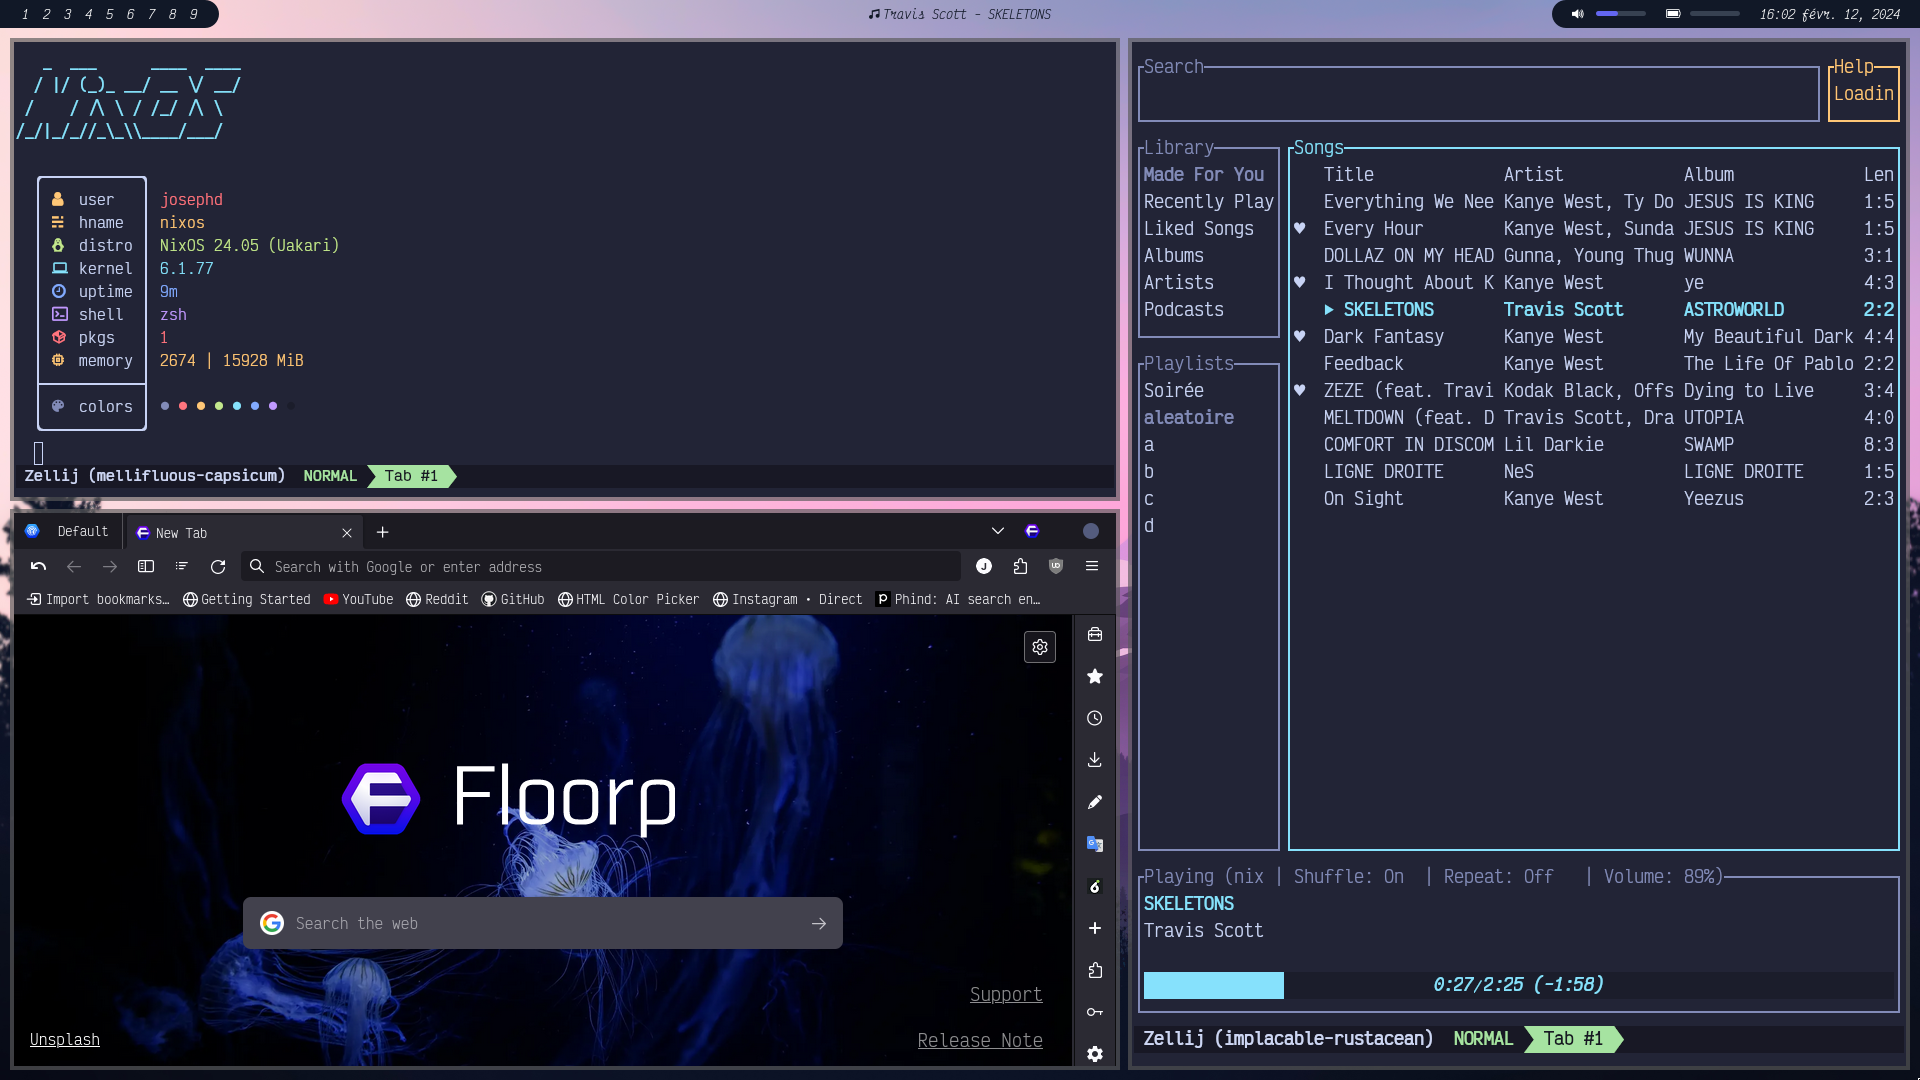 1 2 3 4 5 6 7 8 9
Travis Scott - SKELETONS
16:02 févr. 12, 2024
user josephd
hname nixos
distro NixOS 24.05 (Uakari)
kernel 6.1.77
uptime 9m
shell zsh
pkgs 1
memory 2674 | 15928 MiB
colors
Zellij (mellifluous-capsicum) NORMAL Tab #1
Default
New Tab
Search with Google or enter address
Import bookmarks… Getting Started YouTube Reddit GitHub HTML Color Picker Instagram • Direct Phind: AI search en…
Floorp
Search the web
Support
Unsplash
Release Note
Search
Help
Loadin
Library
Made For You
Recently Play
Liked Songs
Albums
Artists
Podcasts
Playlists
Soirée
aleatoire
a
b
c
d
Songs
Title Artist Album Len
Everything We Nee Kanye West, Ty Do JESUS IS KING 1:5
♥ Every Hour Kanye West, Sunda JESUS IS KING 1:5
DOLLAZ ON MY HEAD Gunna, Young Thug WUNNA 3:1
♥ I Thought About K Kanye West ye 4:3
▶ SKELETONS Travis Scott ASTROWORLD 2:2
♥ Dark Fantasy Kanye West My Beautiful Dark 4:4
Feedback Kanye West The Life Of Pablo 2:2
♥ ZEZE (feat. Travi Kodak Black, Offs Dying to Live 3:4
MELTDOWN (feat. D Travis Scott, Dra UTOPIA 4:0
COMFORT IN DISCOM Lil Darkie SWAMP 8:3
LIGNE DROITE NeS LIGNE DROITE 1:5
On Sight Kanye West Yeezus 2:3
Playing (nix | Shuffle: On | Repeat: Off | Volume: 89%)
SKELETONS
Travis Scott
0:27/2:25 (-1:58)
Zellij (implacable-rustacean) NORMAL Tab #1